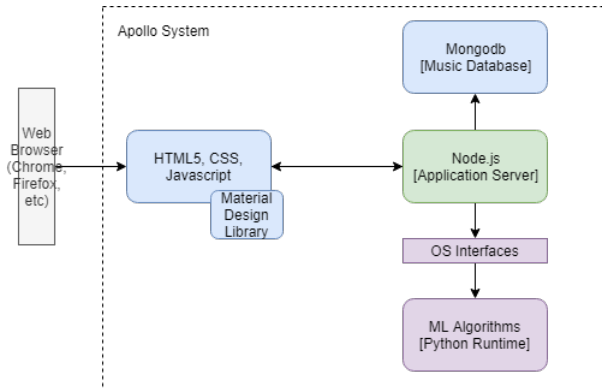 Apollo System
Mongodb
[Music Database]
Web
Browser
(Chrome,
Firefox,
etc)
HTML5, CSS,
Javascript
Material
Design
Library
Node.js
[Application Server]
OS Interfaces
ML Algorithms
[Python Runtime]